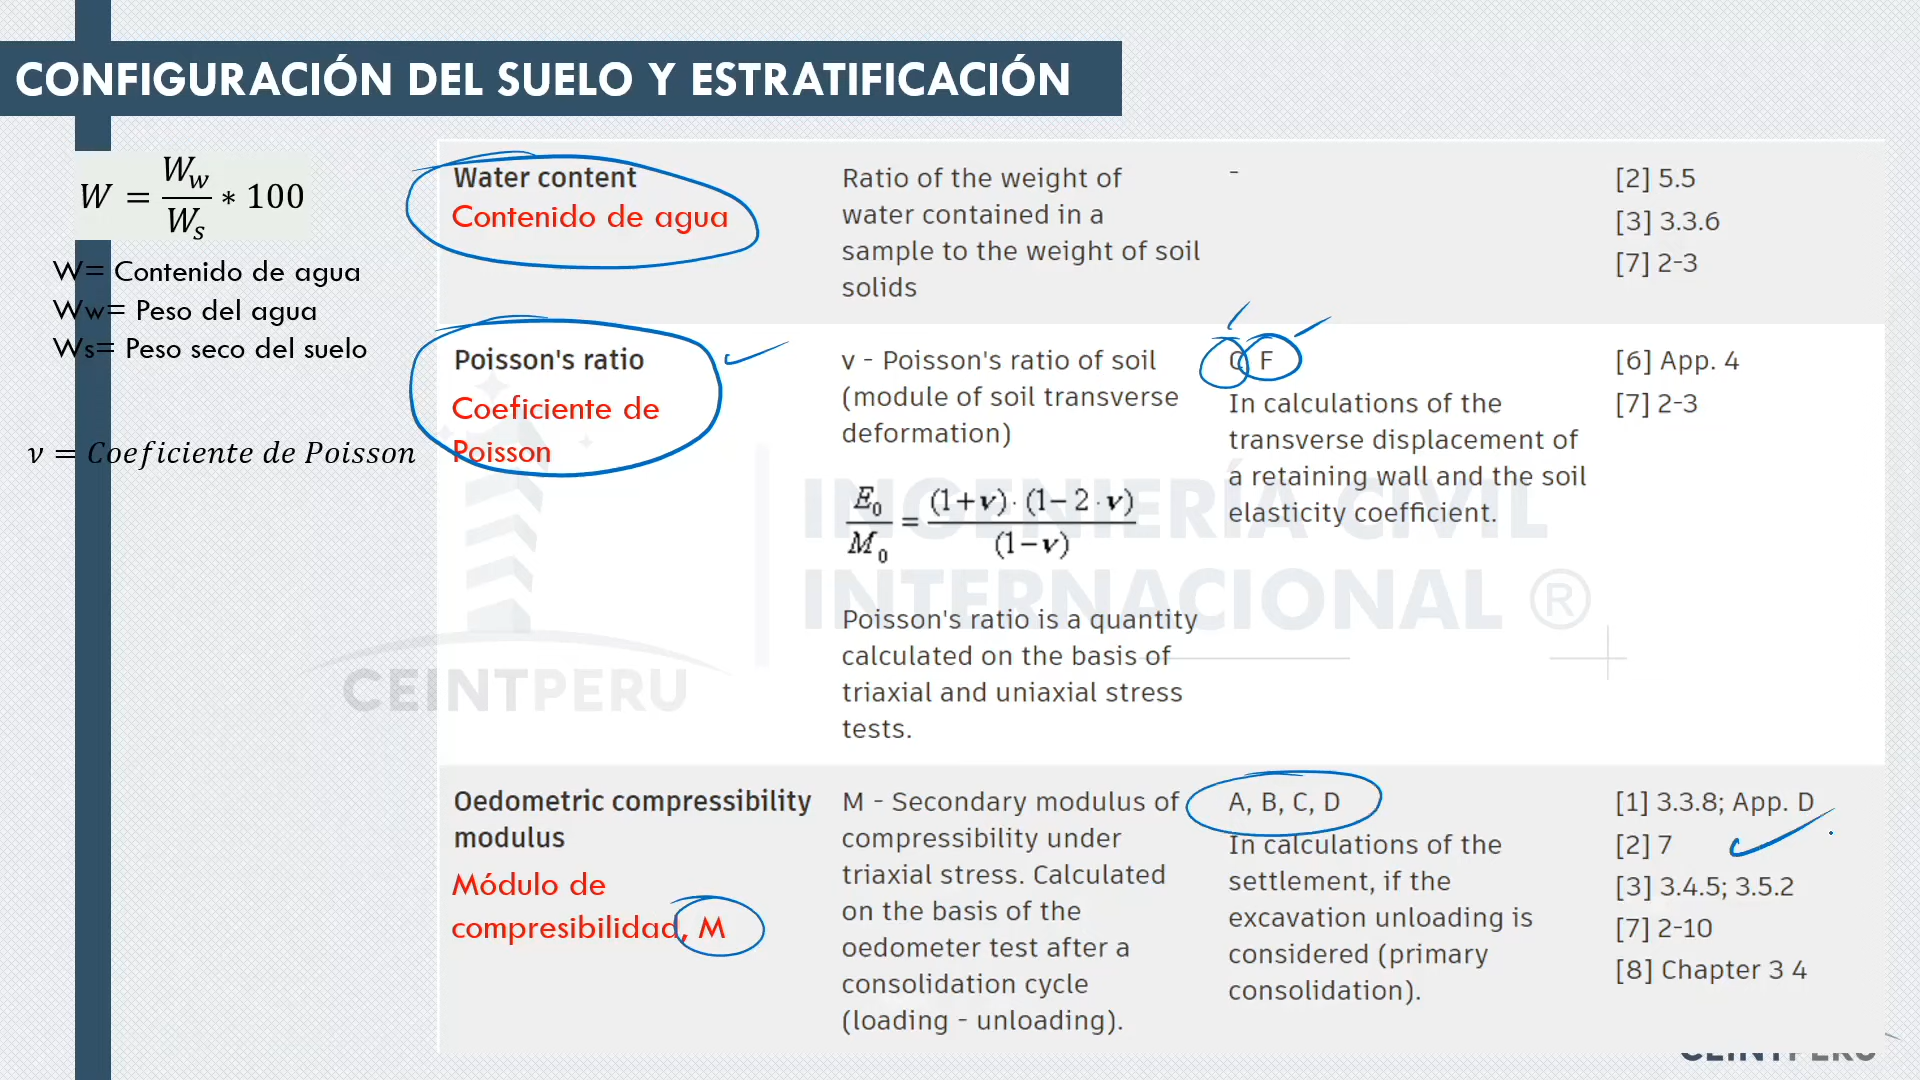 CONFIGURACIÓN DEL SUELO Y ESTRATIFICACIÓN
W = Ww/Ws * 100
W= Contenido de agua
Ww= Peso del agua
Ws= Peso seco del suelo
ν = Coeficiente de Poisson
Water content
Contenido de agua
Ratio of the weight of
water contained in a
sample to the weight of soil
solids
-
[2] 5.5
[3] 3.3.6
[7] 2-3
Poisson's ratio
Coeficiente de
Poisson
v - Poisson's ratio of soil
(module of soil transverse
deformation)
E0/M0 = (1+ν)·(1-2·ν)/(1-ν)
Poisson's ratio is a quantity
calculated on the basis of
triaxial and uniaxial stress
tests.
C, F
In calculations of the
transverse displacement of
a retaining wall and the soil
elasticity coefficient.
[6] App. 4
[7] 2-3
INGENIERÍA CIVIL
INTERNACIONAL ®
CEINTPERU
Oedometric compressibility
modulus
Módulo de
compresibilidad, M
M - Secondary modulus of
compressibility under
triaxial stress. Calculated
on the basis of the
oedometer test after a
consolidation cycle
(loading - unloading).
A, B, C, D
In calculations of the
settlement, if the
excavation unloading is
considered (primary
consolidation).
[1] 3.3.8; App. D
[2] 7
[3] 3.4.5; 3.5.2
[7] 2-10
[8] Chapter 3 4
CEINTPERU